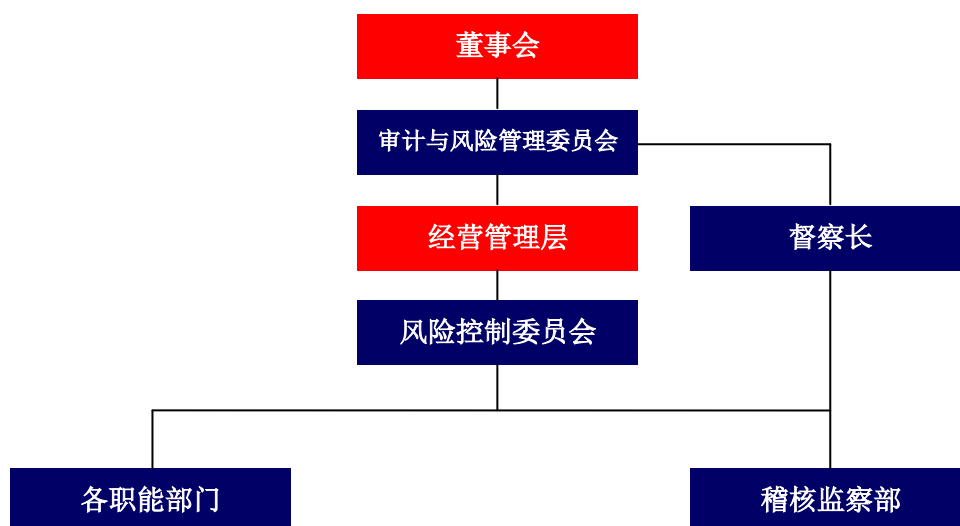 董事会
审计与风险管理委员会
经营管理层
督察长
风险控制委员会
各职能部门
稽核监察部